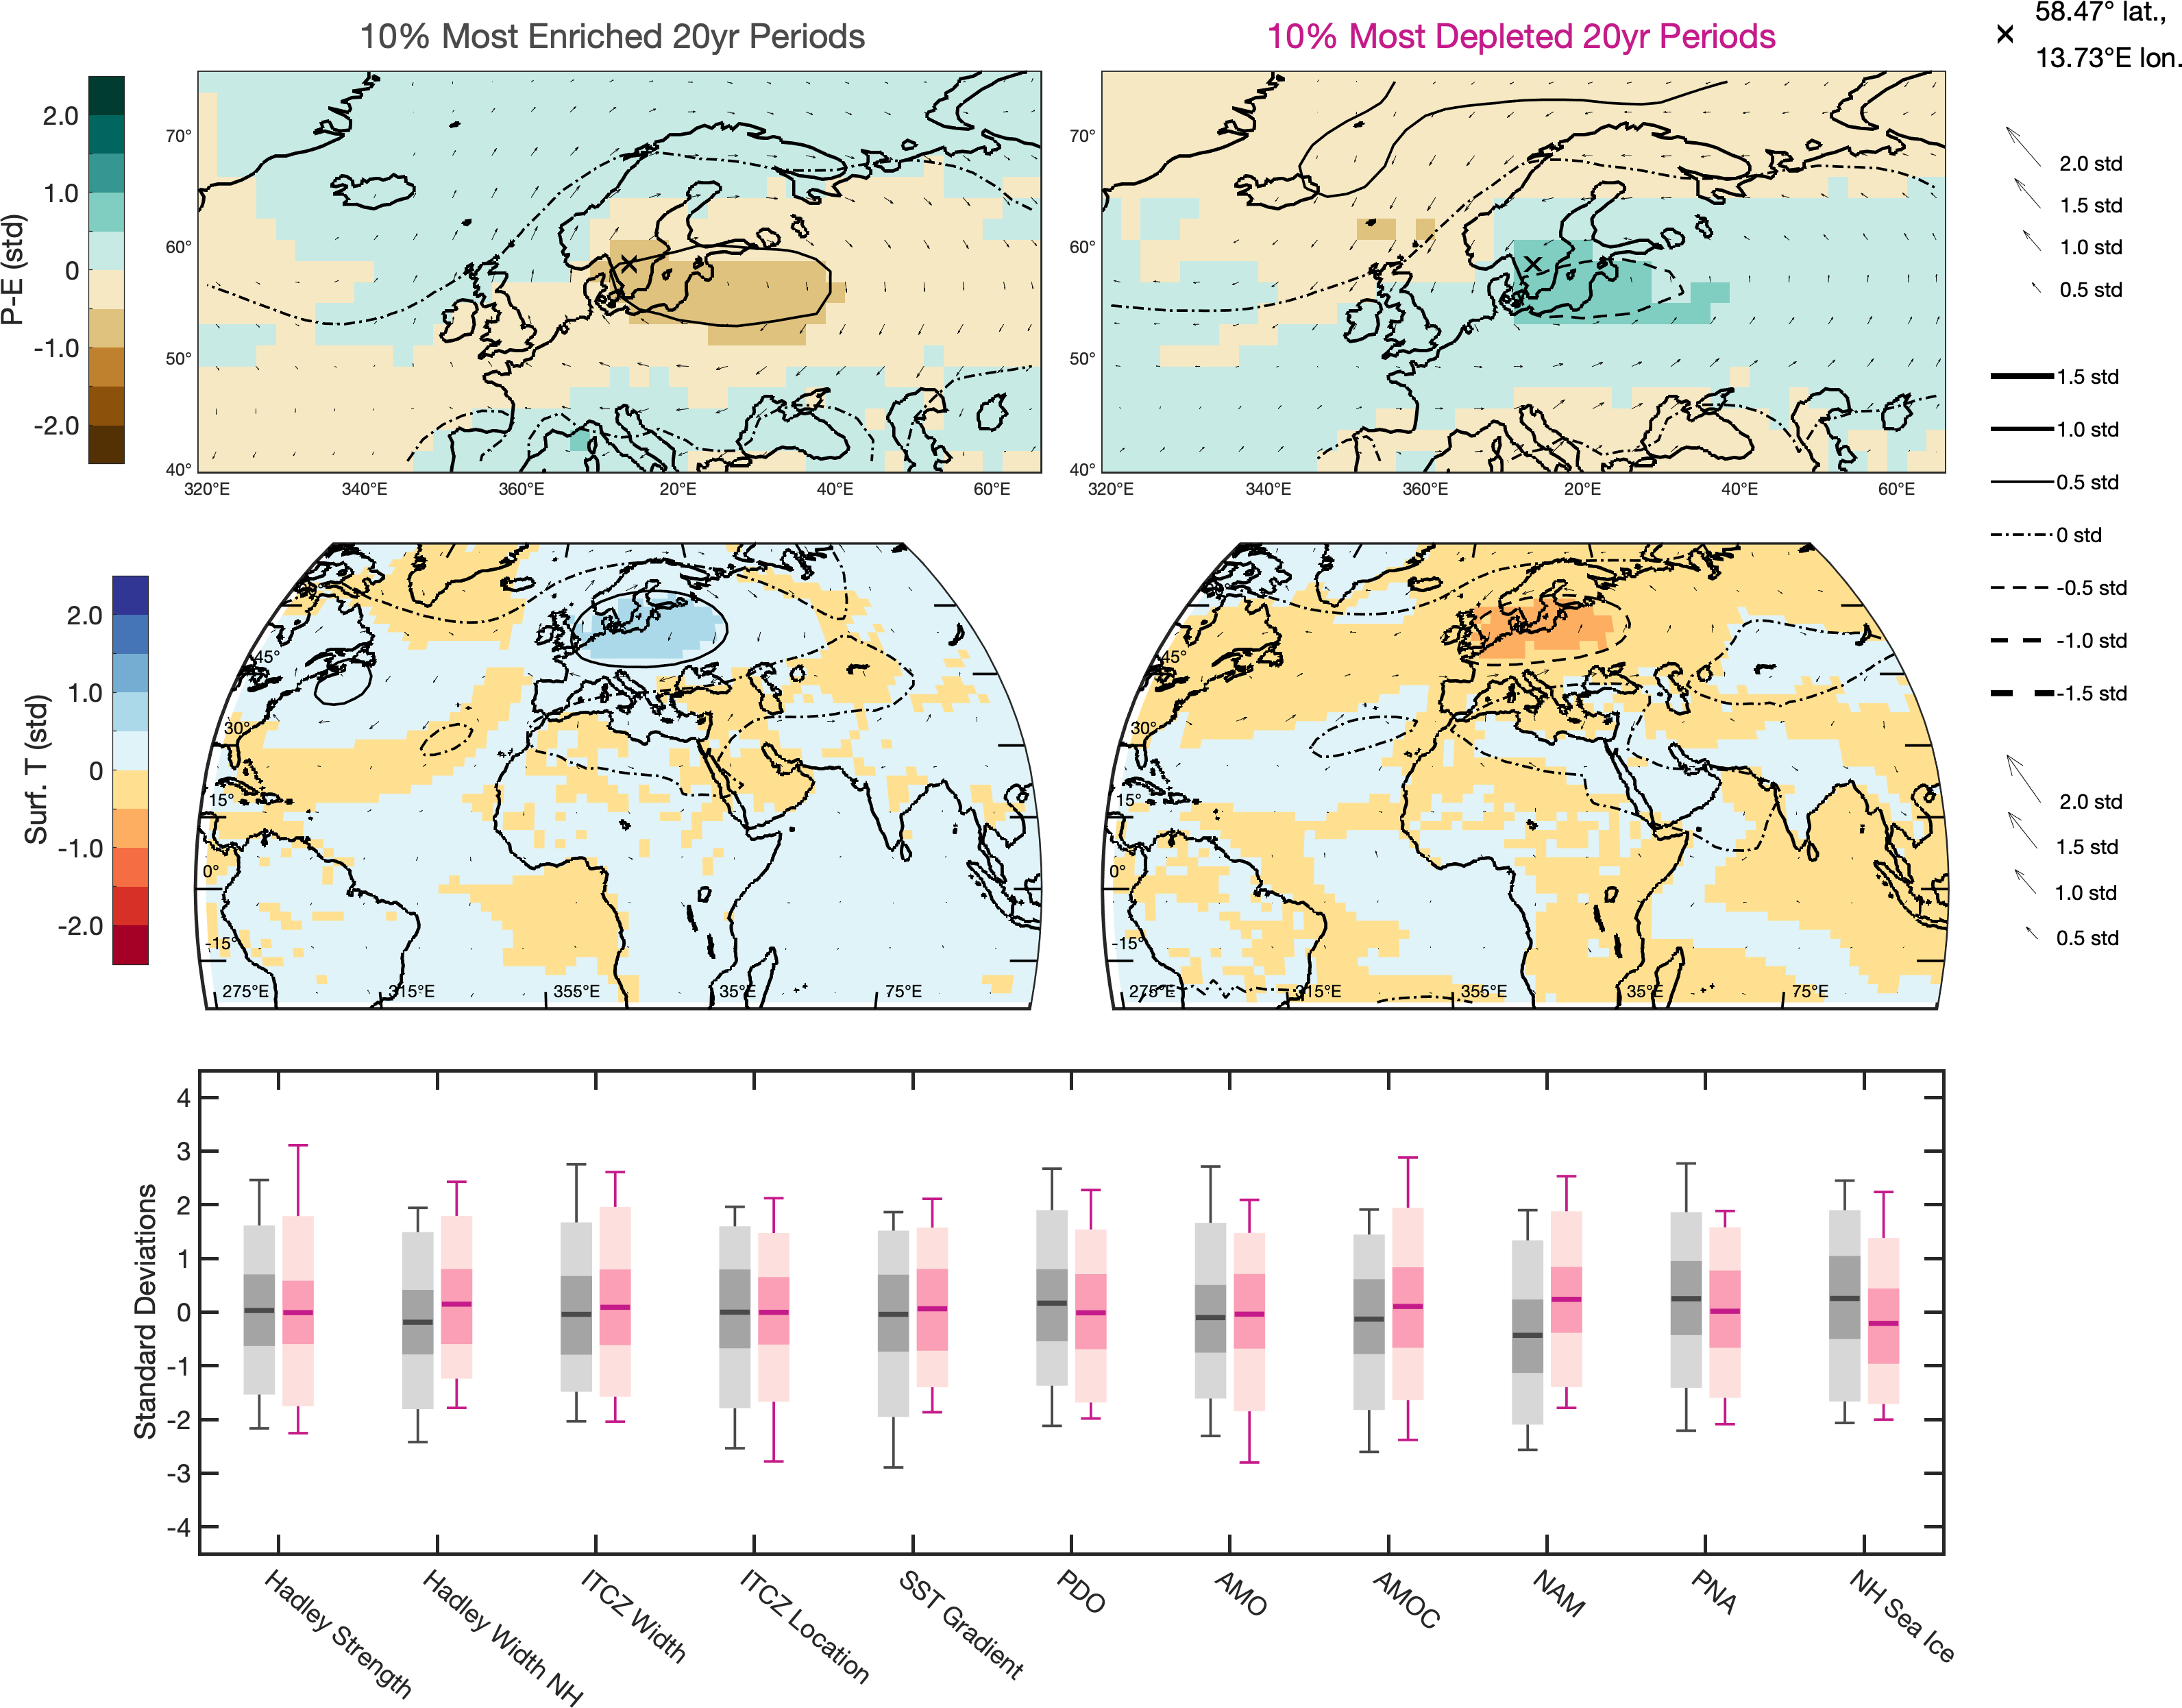 10% Most Enriched 20yr Periods
10% Most Depleted 20yr Periods
58.47° lat.,
13.73°E lon.
P-E (std)
2.0
1.0
0
-1.0
-2.0
70°
60°
50°
40°
320°E 340°E 360°E 20°E 40°E 60°E
70°
60°
50°
40°
320°E 340°E 360°E 20°E 40°E 60°E
2.0 std
1.5 std
1.0 std
0.5 std
1.5 std
1.0 std
0.5 std
0 std
-0.5 std
-1.0 std
-1.5 std
Surf. T (std)
2.0
1.0
0
-1.0
-2.0
45°
30°
15°
0°
-15°
275°E 315°E 355°E 35°E 75°E
45°
30°
15°
0°
-15°
275°E 315°E 355°E 35°E 75°E
2.0 std
1.5 std
1.0 std
0.5 std
Standard Deviations
4
3
2
1
0
-1
-2
-3
-4
Hadley Strength
Hadley Width NH
ITCZ Width
ITCZ Location
SST Gradient
PDO
AMO
AMOC
NAM
PNA
NH Sea Ice